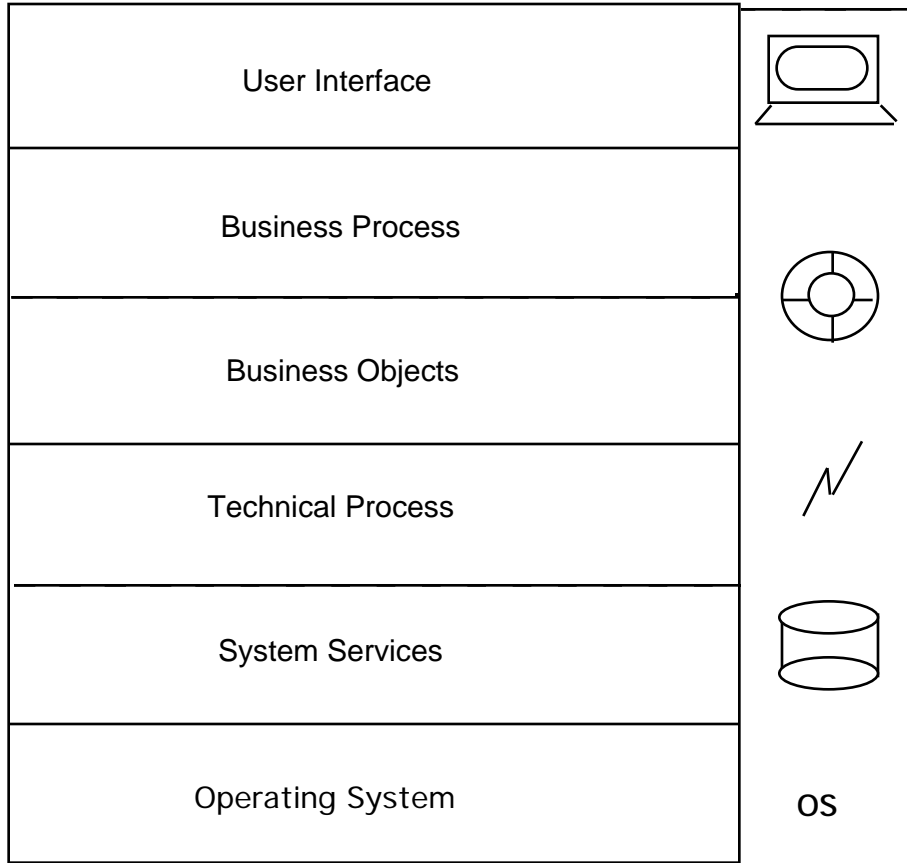 User Interface
Business Process
Business Objects
Technical Process
System Services
Operating System
OS